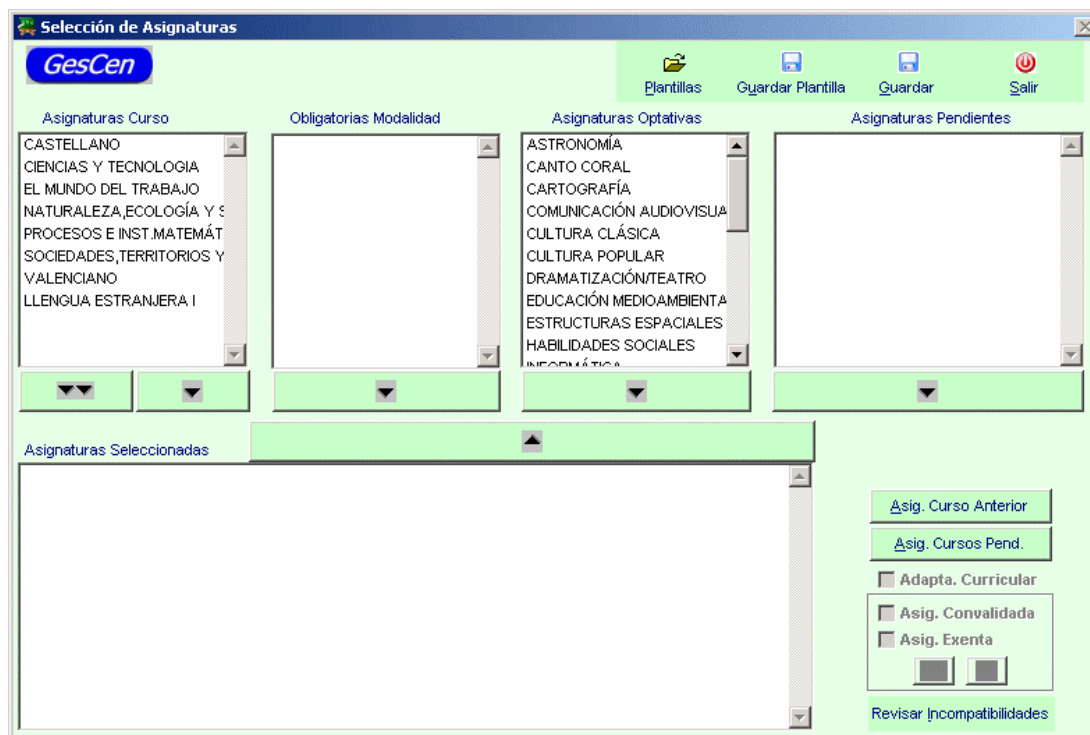 Selección de Asignaturas
GesCen
Plantillas
Guardar Plantilla
Guardar
Salir
Asignaturas Curso
Obligatorias Modalidad
Asignaturas Optativas
Asignaturas Pendientes
CASTELLANO
CIENCIAS Y TECNOLOGIA
EL MUNDO DEL TRABAJO
NATURALEZA,ECOLOGÍA Y S
PROCESOS E INST.MATEMÁT
SOCIEDADES,TERRITORIOS Y
VALENCIANO
LLENGUA ESTRANJERA I
ASTRONOMÍA
CANTO CORAL
CARTOGRAFÍA
COMUNICACIÓN AUDIOVISUA
CULTURA CLÁSICA
CULTURA POPULAR
DRAMATIZACIÓN/TEATRO
EDUCACIÓN MEDIOAMBIENTA
ESTRUCTURAS ESPACIALES
HABILIDADES SOCIALES
INFORMÁTICA
Asignaturas Seleccionadas
Asig. Curso Anterior
Asig. Cursos Pend.
Adapta. Curricular
Asig. Convalidada
Asig. Exenta
Revisar Incompatibilidades